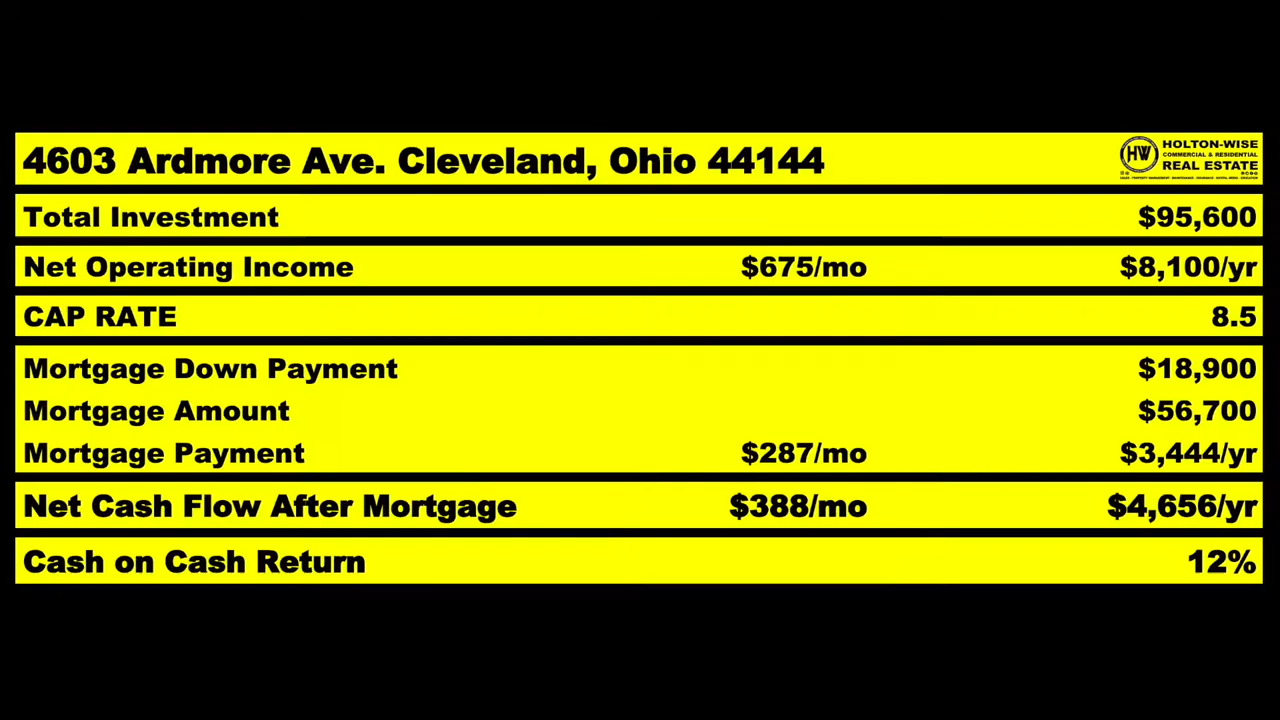 4603 Ardmore Ave. Cleveland, Ohio 44144
HW
HOLTON-WISE
COMMERCIAL & RESIDENTIAL
REAL ESTATE
Total Investment $95,600
Net Operating Income $675/mo $8,100/yr
CAP RATE 8.5
Mortgage Down Payment $18,900
Mortgage Amount $56,700
Mortgage Payment $287/mo $3,444/yr
Net Cash Flow After Mortgage $388/mo $4,656/yr
Cash on Cash Return 12%